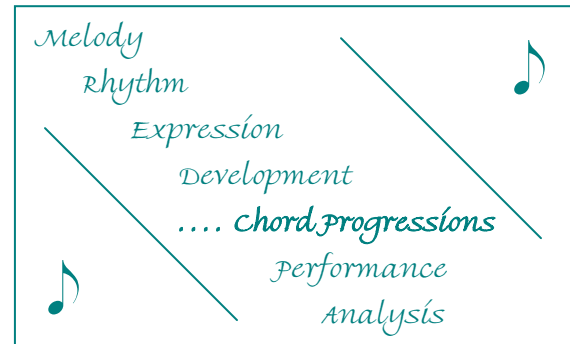 Melody
Rhythm
Expression
Development
.... Chord Progressions
Performance
Analysis